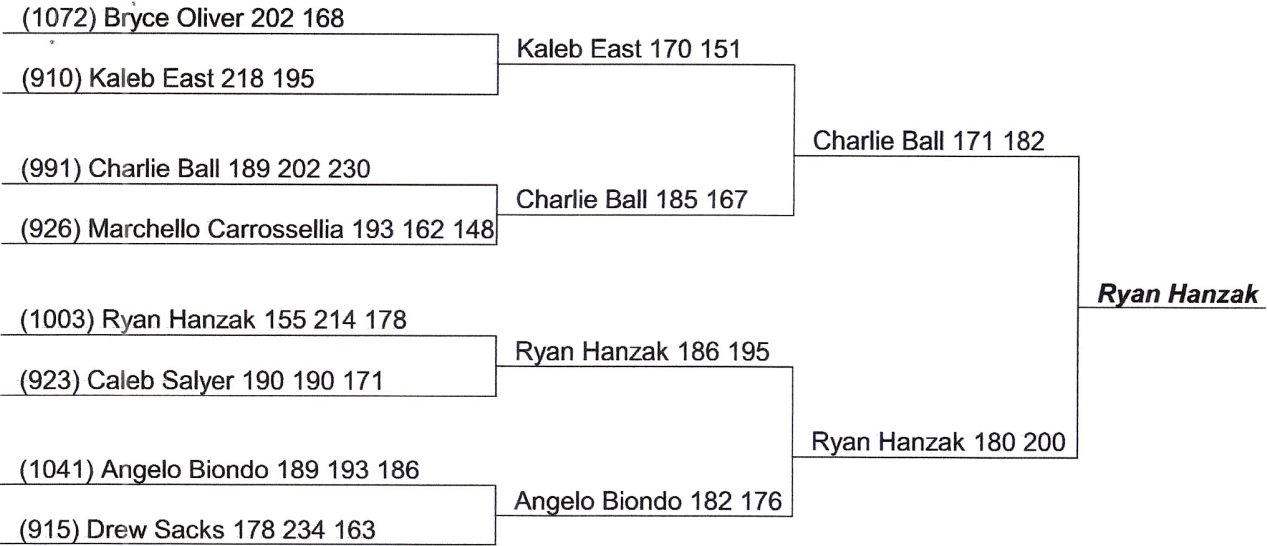 (1072) Bryce Oliver 202 168
(910) Kaleb East 218 195
(991) Charlie Ball 189 202 230
(926) Marchello Carrossellia 193 162 148
(1003) Ryan Hanzak 155 214 178
(923) Caleb Salyer 190 190 171
(1041) Angelo Biondo 189 193 186
(915) Drew Sacks 178 234 163
Kaleb East 170 151
Charlie Ball 185 167
Ryan Hanzak 186 195
Angelo Biondo 182 176
Charlie Ball 171 182
Ryan Hanzak 180 200
Ryan Hanzak